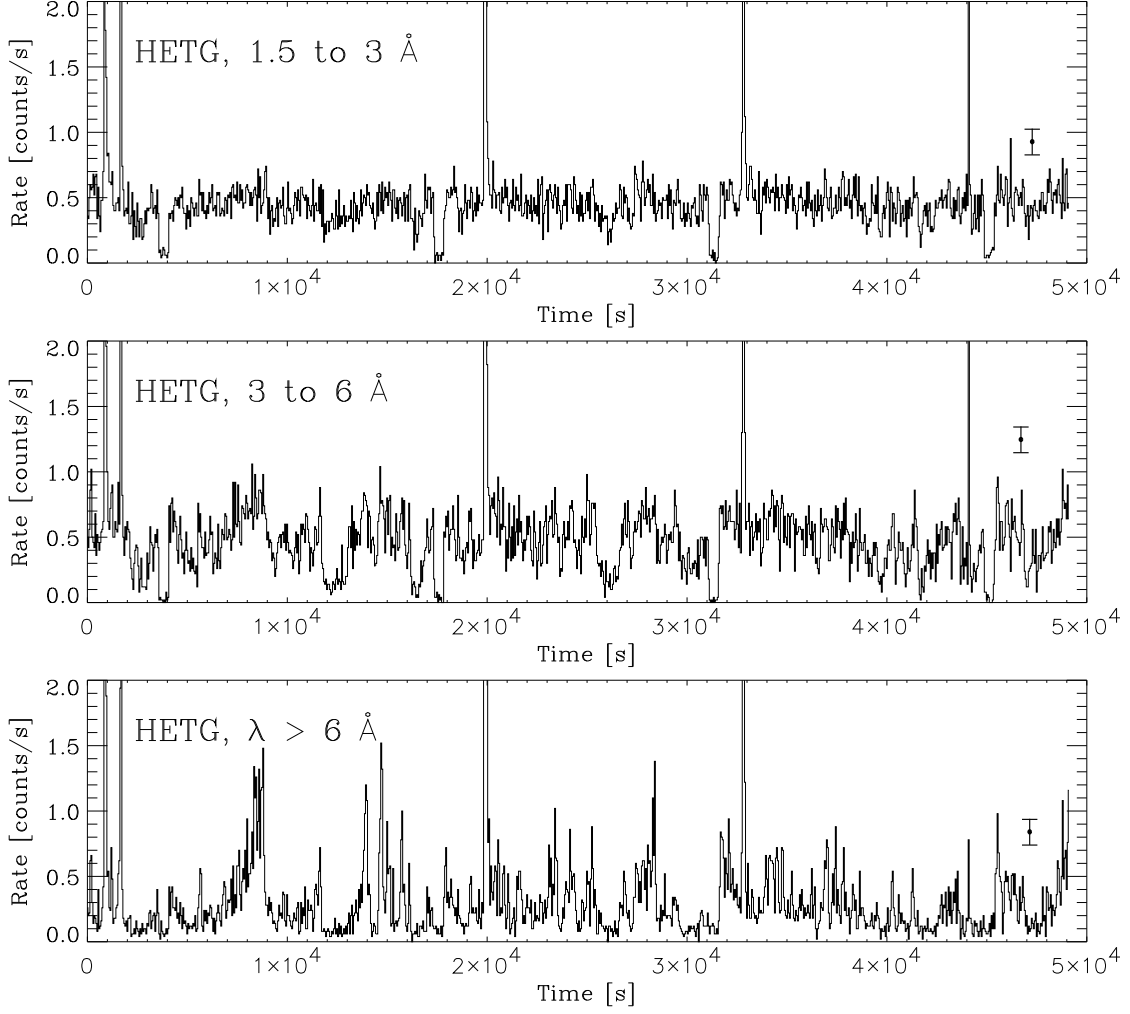 HETG, 1.5 to 3 Å
Rate [counts/s]
2.0
1.5
1.0
0.5
0.0
0 1×10⁴ 2×10⁴ 3×10⁴ 4×10⁴ 5×10⁴
Time [s]
HETG, 3 to 6 Å
Rate [counts/s]
2.0
1.5
1.0
0.5
0.0
0 1×10⁴ 2×10⁴ 3×10⁴ 4×10⁴ 5×10⁴
Time [s]
HETG, λ > 6 Å
Rate [counts/s]
2.0
1.5
1.0
0.5
0.0
0 1×10⁴ 2×10⁴ 3×10⁴ 4×10⁴ 5×10⁴
Time [s]